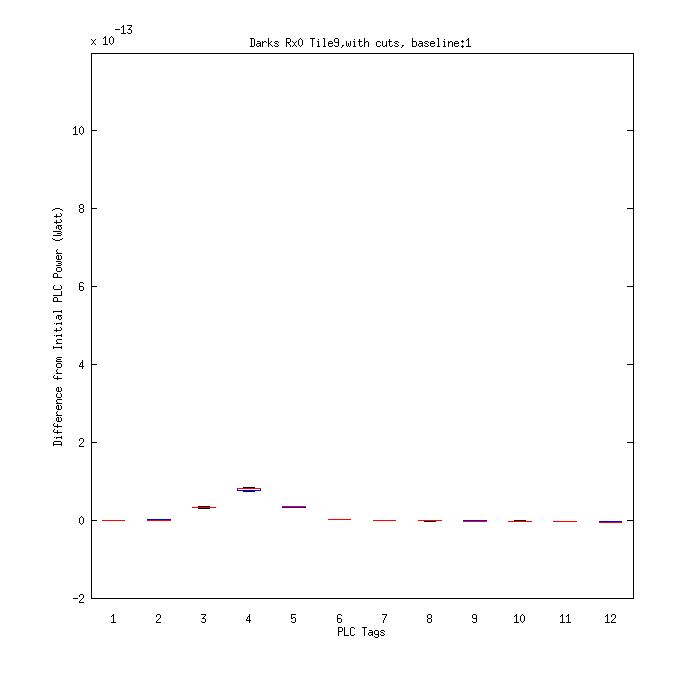 x 10-13
Darks Rx0 Tile9,with cuts, baseline:1
10
8
6
4
2
0
-2
Difference from Initial PLC Power (Watt)
1 2 3 4 5 6 7 8 9 10 11 12
PLC Tags